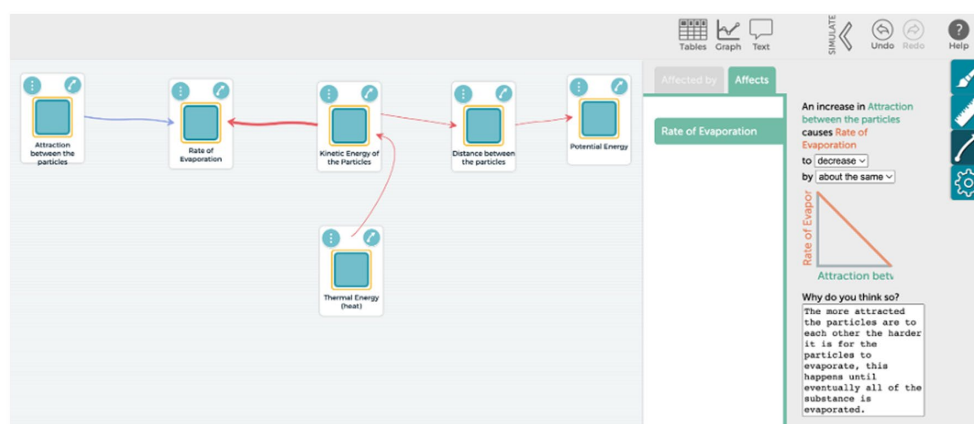 Tables
Graph
Text
SIMULATE
Undo
Redo
?
Help
Attraction
between the
particles
Rate of
Evaporation
Kinetic Energy of
the Particles
Distance between
the particles
Potential Energy
Thermal Energy
(heat)
Affected by
Affects
Rate of Evaporation
An increase in Attraction
between the particles
causes Rate of
Evaporation
to decrease
by about the same
Rate of Evapor
Attraction betw
Why do you think so?
The more attracted
the particles are to
each other the harder
it is for the
particles to
evaporate, this
happens until
eventually all of the
substance is
evaporated.